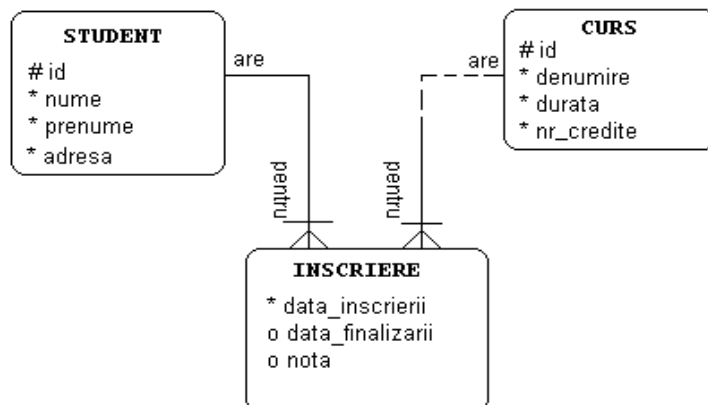 STUDENT
# id
* nume
* prenume
* adresa
are
are
CURS
# id
* denumire
* durata
* nr_credite
pentru
pentru
INSCRIERE
* data_inscrierii
o data_finalizarii
o nota